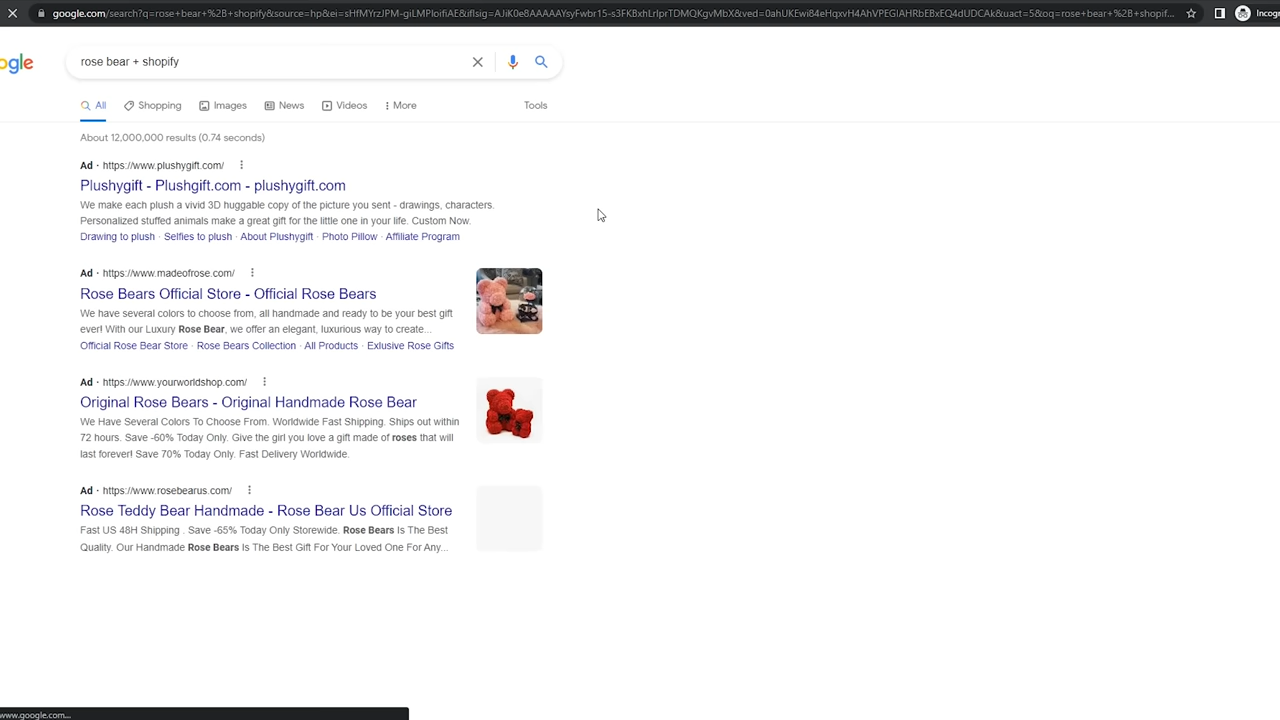 google.com/search?q=rose+bear+%2B+shopify&source=hp&ei=sHfMYrzJPM-giLMPIoifiAE&iflsig=AJiK0e8AAAAAYsyFwbr15-s3FKBxhLrIprTDMQKgvMbX&ved=0ahUKEwi84eHqxvH4AhVPEGIAHRbEBxEQ4dUDCAk&uact=5&oq=rose+bear+%2B+shopif...
Incog
ogle
rose bear + shopify
All
Shopping
Images
News
Videos
More
Tools
About 12,000,000 results (0.74 seconds)
Ad · https://www.plushygift.com/
Plushygift - Plushgift.com - plushygift.com
We make each plush a vivid 3D huggable copy of the picture you sent - drawings, characters.
Personalized stuffed animals make a great gift for the little one in your life. Custom Now.
Drawing to plush · Selfies to plush · About Plushygift · Photo Pillow · Affiliate Program
Ad · https://www.madeofrose.com/
Rose Bears Official Store - Official Rose Bears
We have several colors to choose from, all handmade and ready to be your best gift
ever! With our Luxury Rose Bear, we offer an elegant, luxurious way to create...
Official Rose Bear Store · Rose Bears Collection · All Products · Exlusive Rose Gifts
Ad · https://www.yourworldshop.com/
Original Rose Bears - Original Handmade Rose Bear
We Have Several Colors To Choose From. Worldwide Fast Shipping. Ships out within
72 hours. Save -60% Today Only. Give the girl you love a gift made of roses that will
last forever! Save 70% Today Only. Fast Delivery Worldwide.
Ad · https://www.rosebearus.com/
Rose Teddy Bear Handmade - Rose Bear Us Official Store
Fast US 48H Shipping . Save -65% Today Only Storewide. Rose Bears Is The Best
Quality. Our Handmade Rose Bears Is The Best Gift For Your Loved One For Any...
www.google.com...